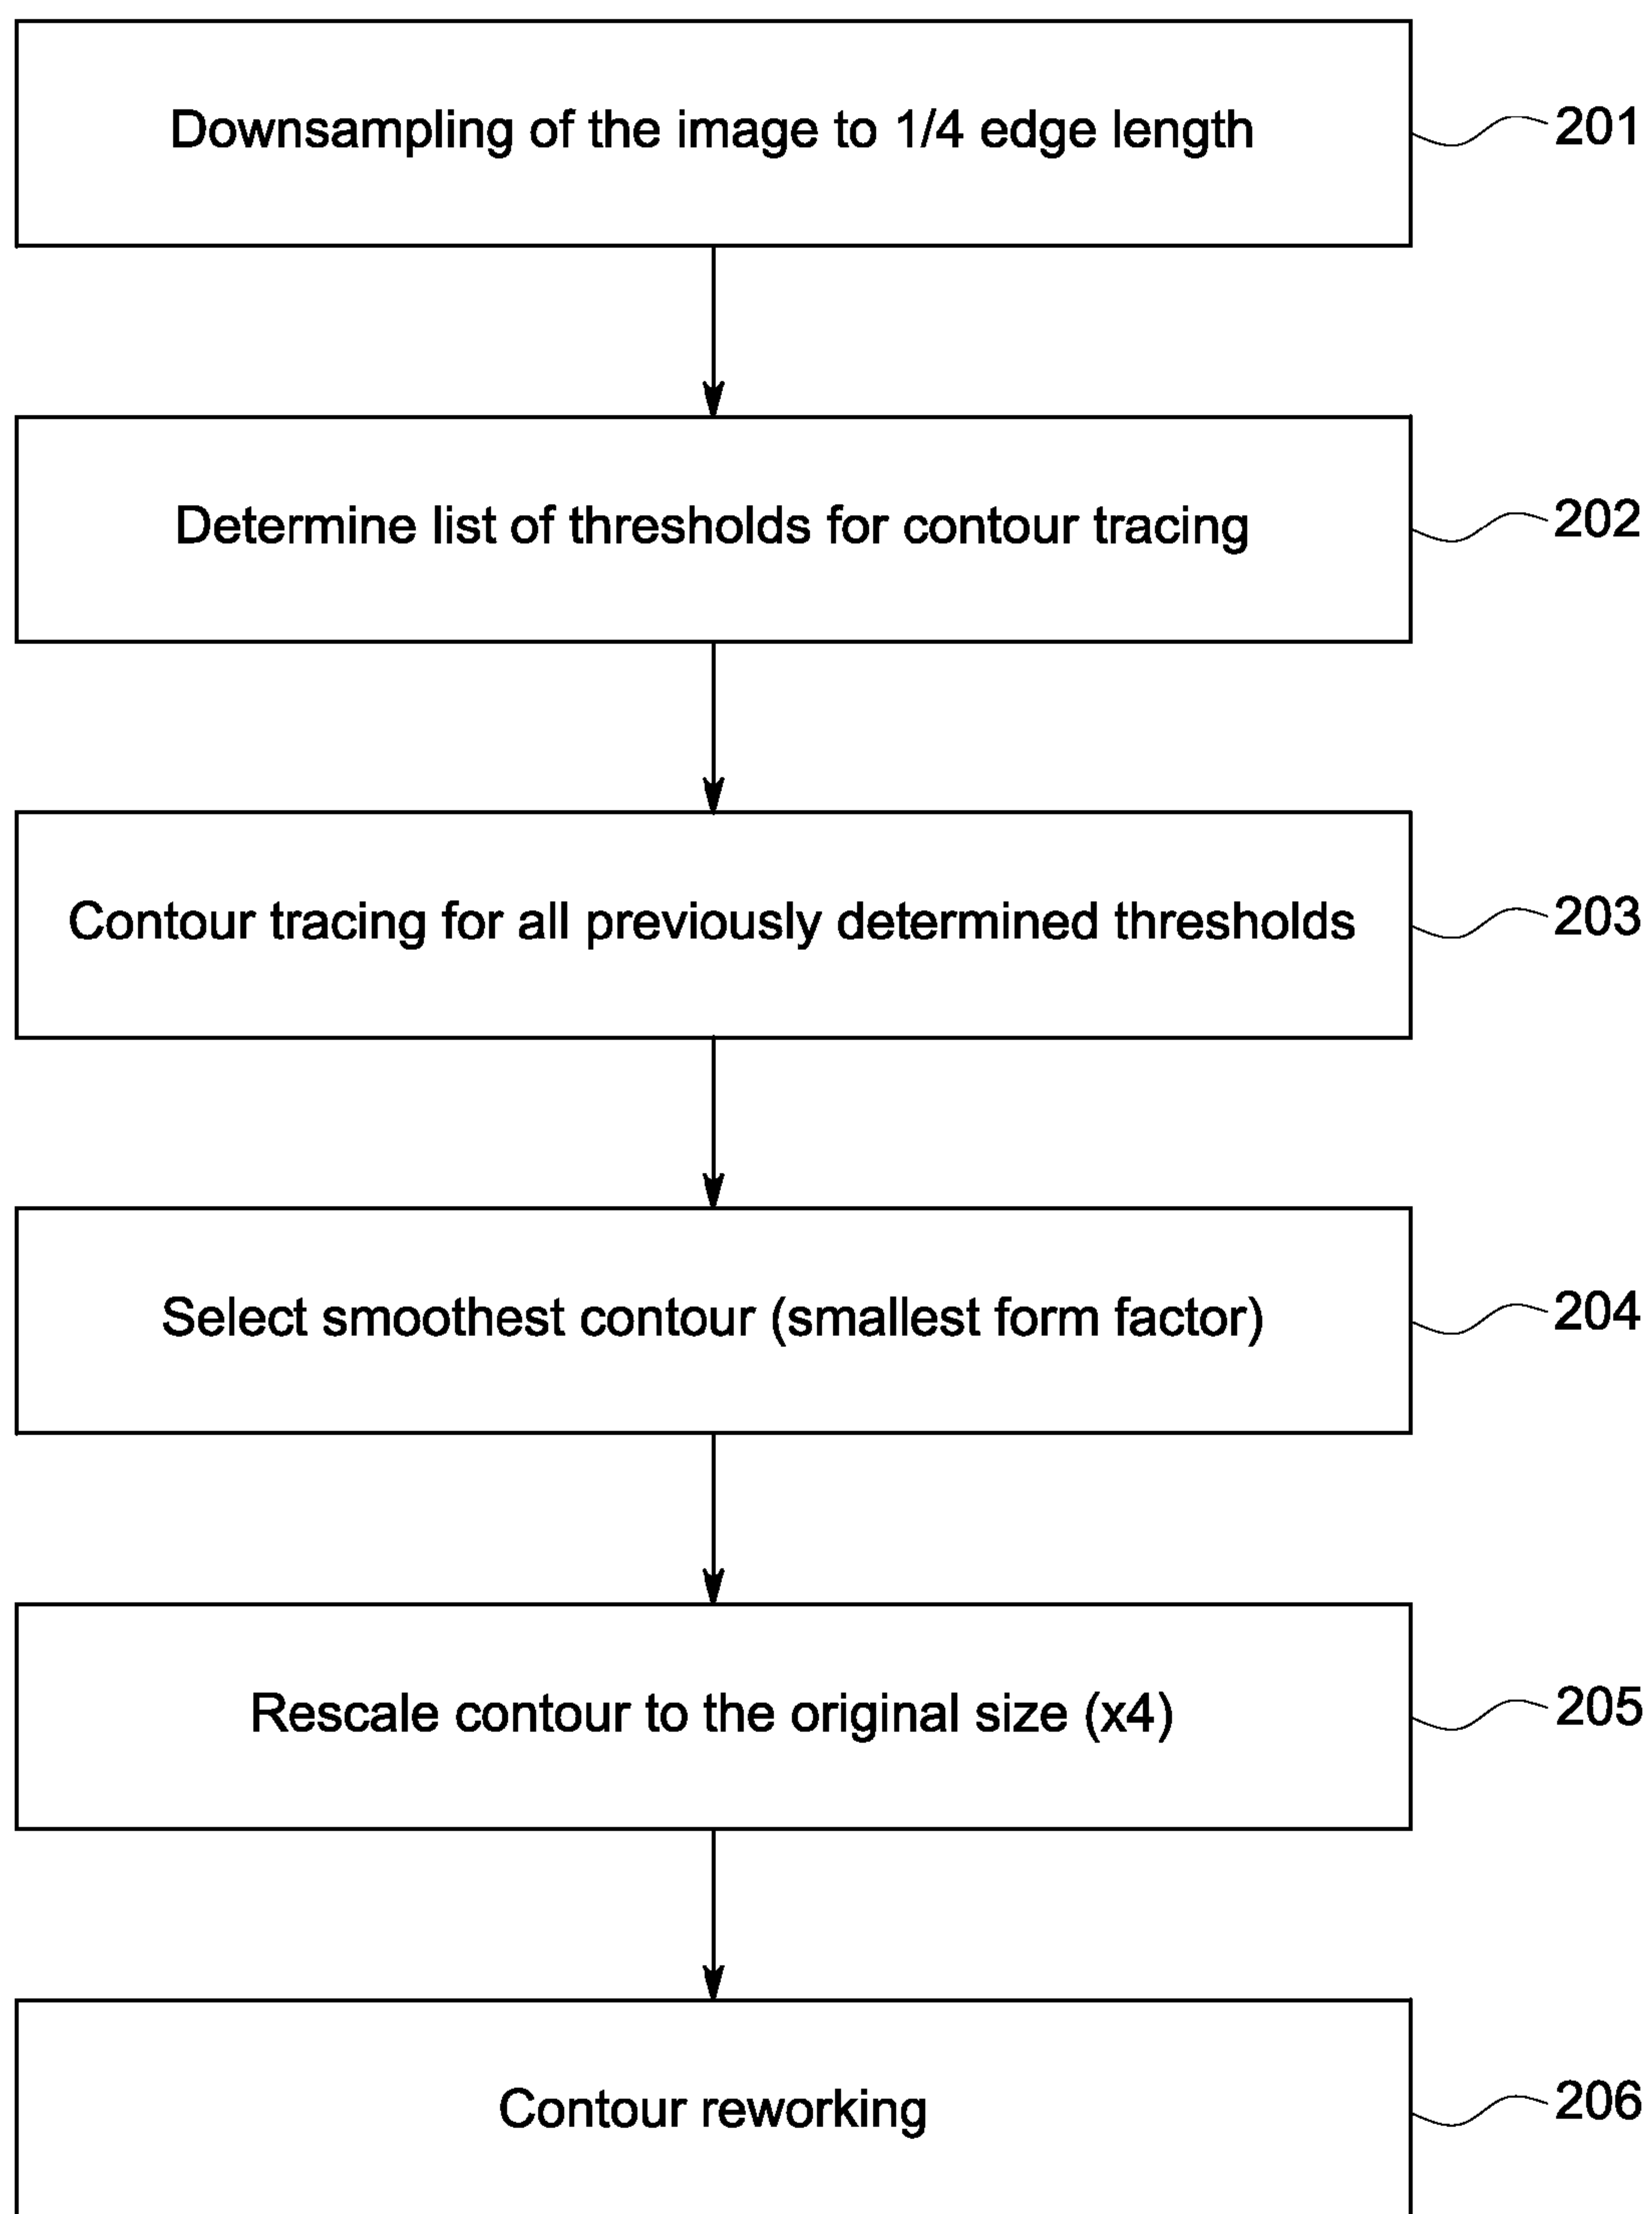 Downsampling of the image to 1/4 edge length
201
Determine list of thresholds for contour tracing
202
Contour tracing for all previously determined thresholds
203
Select smoothest contour (smallest form factor)
204
Rescale contour to the original size (x4)
205
Contour reworking
206